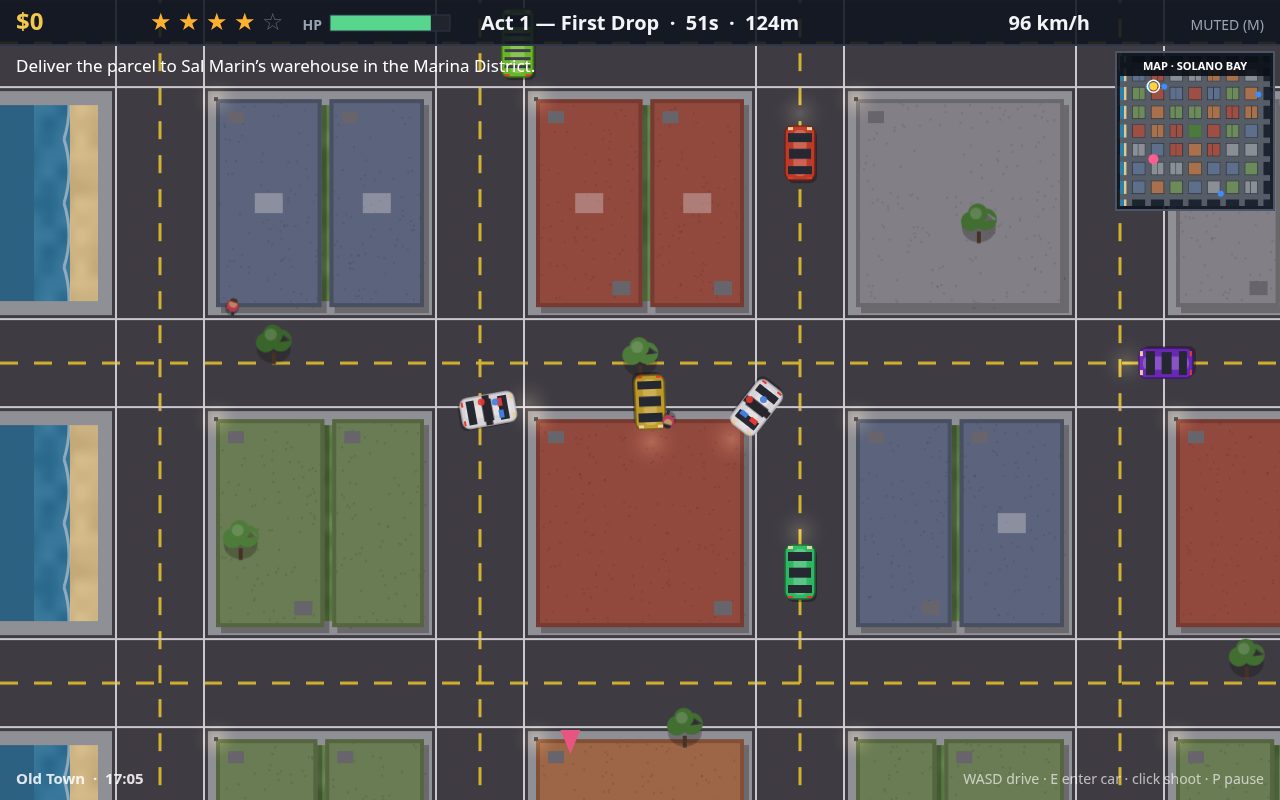 $0
★ ★ ★ ★ ☆
HP
Act 1 — First Drop · 51s · 124m
96 km/h
MUTED (M)
Deliver the parcel to Sal Marin’s warehouse in the Marina District.
MAP · SOLANO BAY
Old Town · 17:05
WASD drive · E enter car · click shoot · P pause